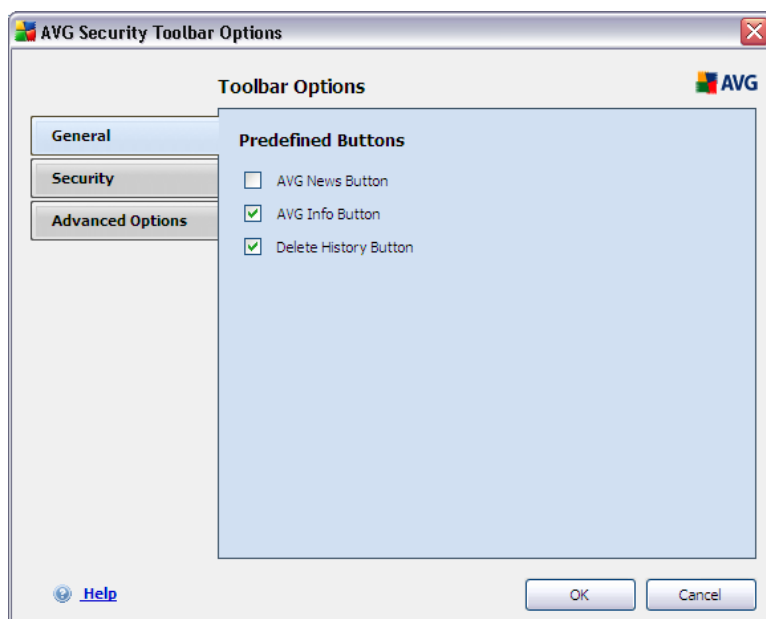 AVG Security Toolbar Options
Toolbar Options
AVG
General
Security
Advanced Options
Predefined Buttons
AVG News Button
AVG Info Button
Delete History Button
Help
OK
Cancel